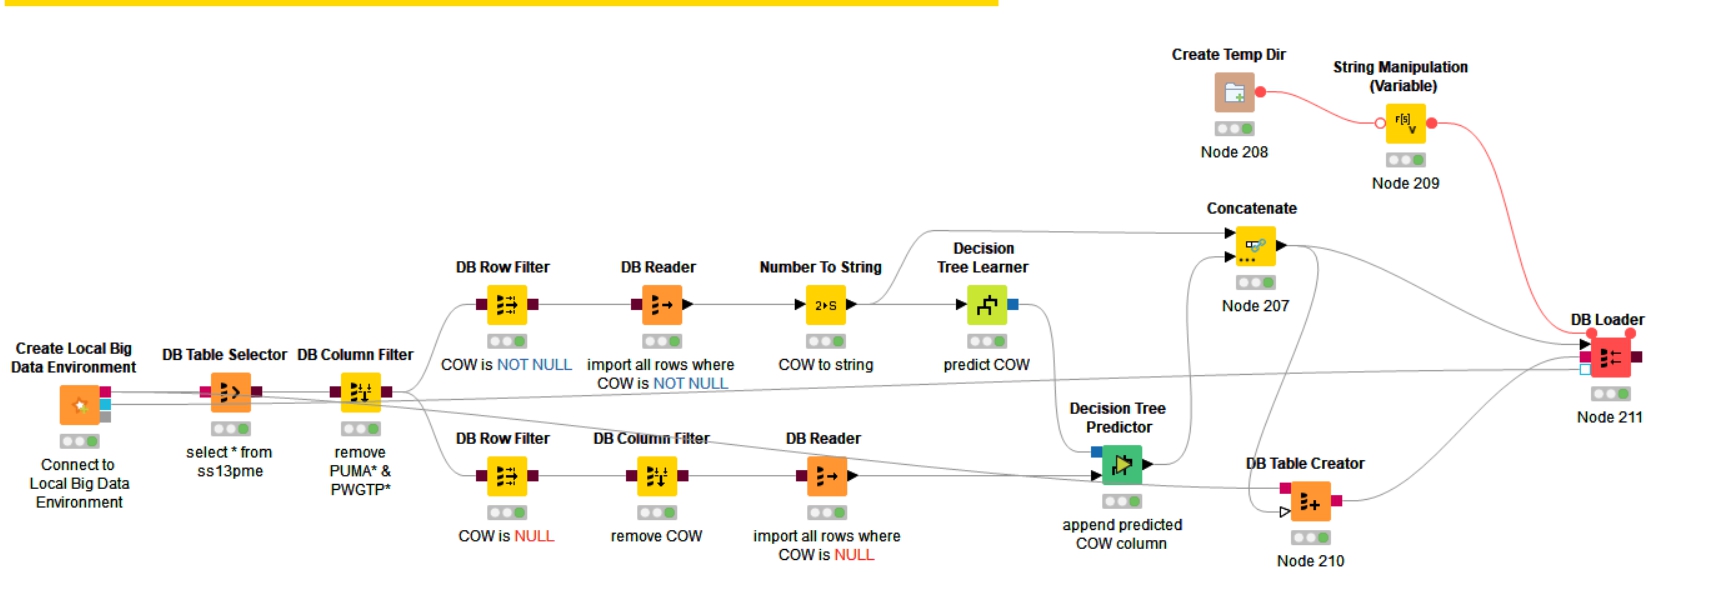 Create Temp Dir
Node 208
String Manipulation
(Variable)
r[s]
v
Node 209
Concatenate
Node 207
DB Row Filter
COW is NOT NULL
DB Reader
import all rows where
COW is NOT NULL
Number To String
2▸S
COW to string
Decision
Tree Learner
predict COW
DB Loader
Node 211
Create Local Big
Data Environment
Connect to
Local Big Data
Environment
DB Table Selector
select * from
ss13pme
DB Column Filter
remove
PUMA* &
PWGTP*
DB Row Filter
COW is NULL
DB Column Filter
remove COW
DB Reader
import all rows where
COW is NULL
Decision Tree
Predictor
append predicted
COW column
DB Table Creator
Node 210